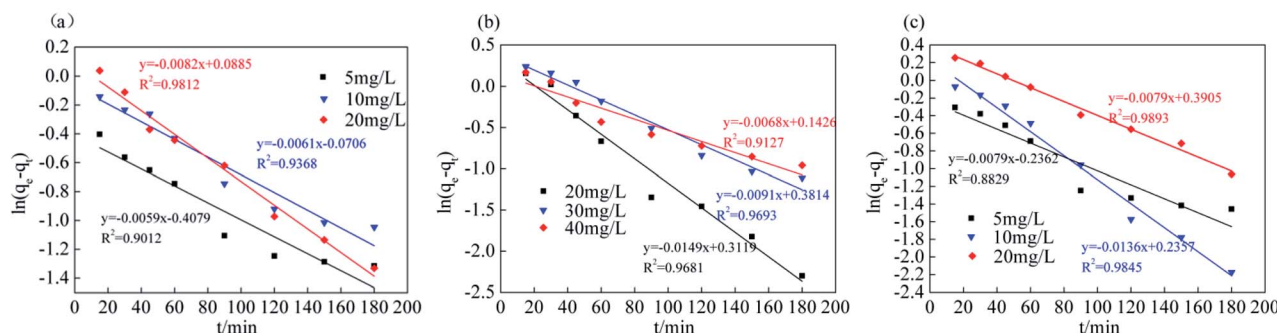 (a)
y=-0.0082x+0.0885
R²=0.9812
5mg/L
10mg/L
20mg/L
y=-0.0061x-0.0706
R²=0.9368
y=-0.0059x-0.4079
R²=0.9012
0.2
0.0
-0.2
-0.4
-0.6
-0.8
-1.0
-1.2
-1.4
ln(qₑ-qₜ)
0 20 40 60 80 100 120 140 160 180 200
t/min
(b)
y=-0.0068x+0.1426
R²=0.9127
20mg/L
30mg/L
40mg/L
y=-0.0091x+0.3814
R²=0.9693
y=-0.0149x+0.3119
R²=0.9681
0.5
0.0
-0.5
-1.0
-1.5
-2.0
-2.5
ln(qₑ-qₜ)
0 20 40 60 80 100 120 140 160 180 200
t/min
(c)
y=-0.0079x+0.3905
R²=0.9893
y=-0.0079x-0.2362
R²=0.8829
5mg/L
10mg/L
20mg/L
y=-0.0136x+0.2357
R²=0.9845
0.4
0.2
0.0
-0.2
-0.4
-0.6
-0.8
-1.0
-1.2
-1.4
-1.6
-1.8
-2.0
-2.2
-2.4
ln(qₑ-qₜ)
0 20 40 60 80 100 120 140 160 180 200
t/min